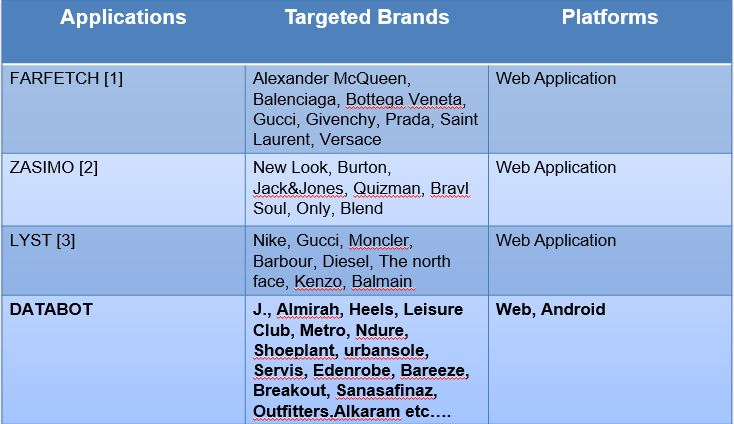 Applications Targeted Brands Platforms
FARFETCH [1] Alexander McQueen, Web Application
Balenciaga, Bottega Veneta,
Gucci, Givenchy, Prada, Saint
Laurent, Versace
ZASIMO [2] New Look, Burton, Web Application
Jack&Jones, Quizman, Bravl
Soul, Only, Blend
LYST [3] Nike, Gucci, Moncler, Web Application
Barbour, Diesel, The north
face, Kenzo, Balmain
DATABOT J., Almirah, Heels, Leisure Web, Android
Club, Metro, Ndure,
Shoeplant, urbansole,
Servis, Edenrobe, Bareeze,
Breakout, Sanasafinaz,
Outfitters,Alkaram etc….